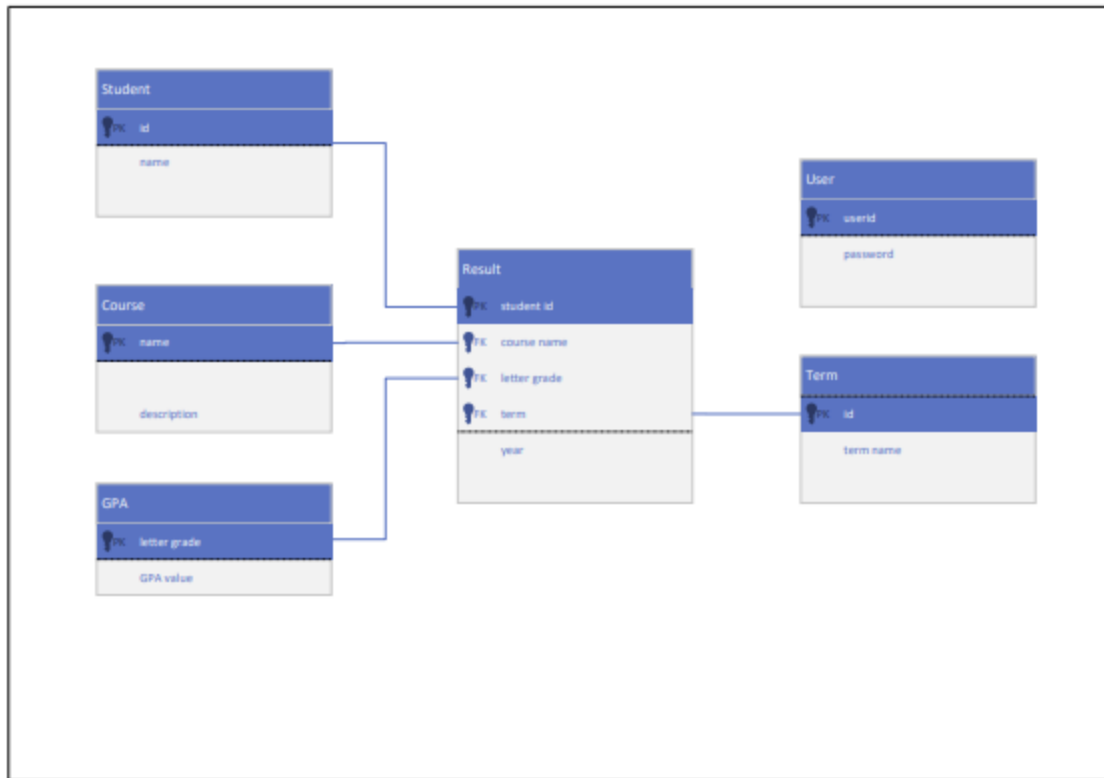 Student
PK id
name
Course
PK name
description
GPA
PK letter grade
GPA value
Result
PK student id
FK course name
FK letter grade
FK term
year
User
PK userid
password
Term
PK id
term name